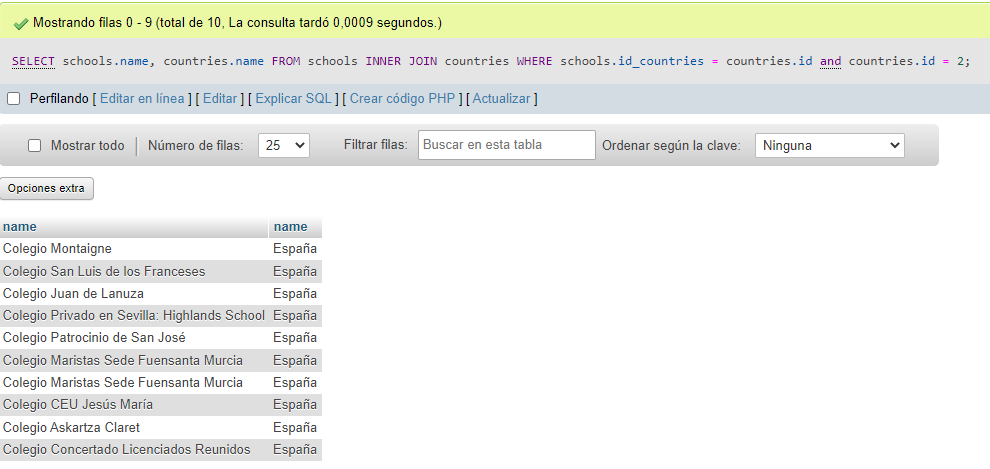 Mostrando filas 0 - 9 (total de 10, La consulta tardó 0,0009 segundos.)
SELECT schools.name, countries.name FROM schools INNER JOIN countries WHERE schools.id_countries = countries.id and countries.id = 2;
Perfilando [ Editar en línea ] [ Editar ] [ Explicar SQL ] [ Crear código PHP ] [ Actualizar ]
Mostrar todo | Número de filas: 25 Filtrar filas: Buscar en esta tabla Ordenar según la clave: Ninguna
Opciones extra
name name
Colegio Montaigne España
Colegio San Luis de los Franceses España
Colegio Juan de Lanuza España
Colegio Privado en Sevilla: Highlands School España
Colegio Patrocinio de San José España
Colegio Maristas Sede Fuensanta Murcia España
Colegio Maristas Sede Fuensanta Murcia España
Colegio CEU Jesús María España
Colegio Askartza Claret España
Colegio Concertado Licenciados Reunidos España